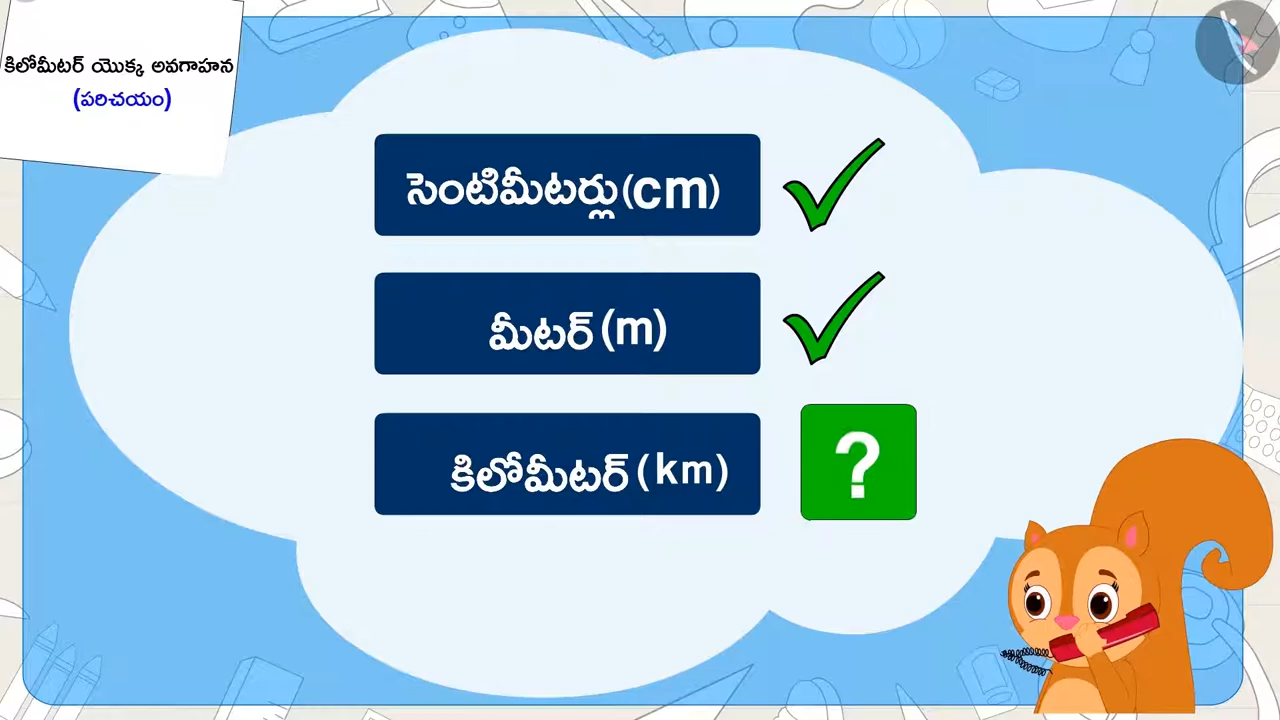 కిలోమీటర్ యొక్క అవగాహన
(పరిచయం)
సెంటిమీటర్లు(cm)
మీటర్(m)
కిలోమీటర్(km)
?